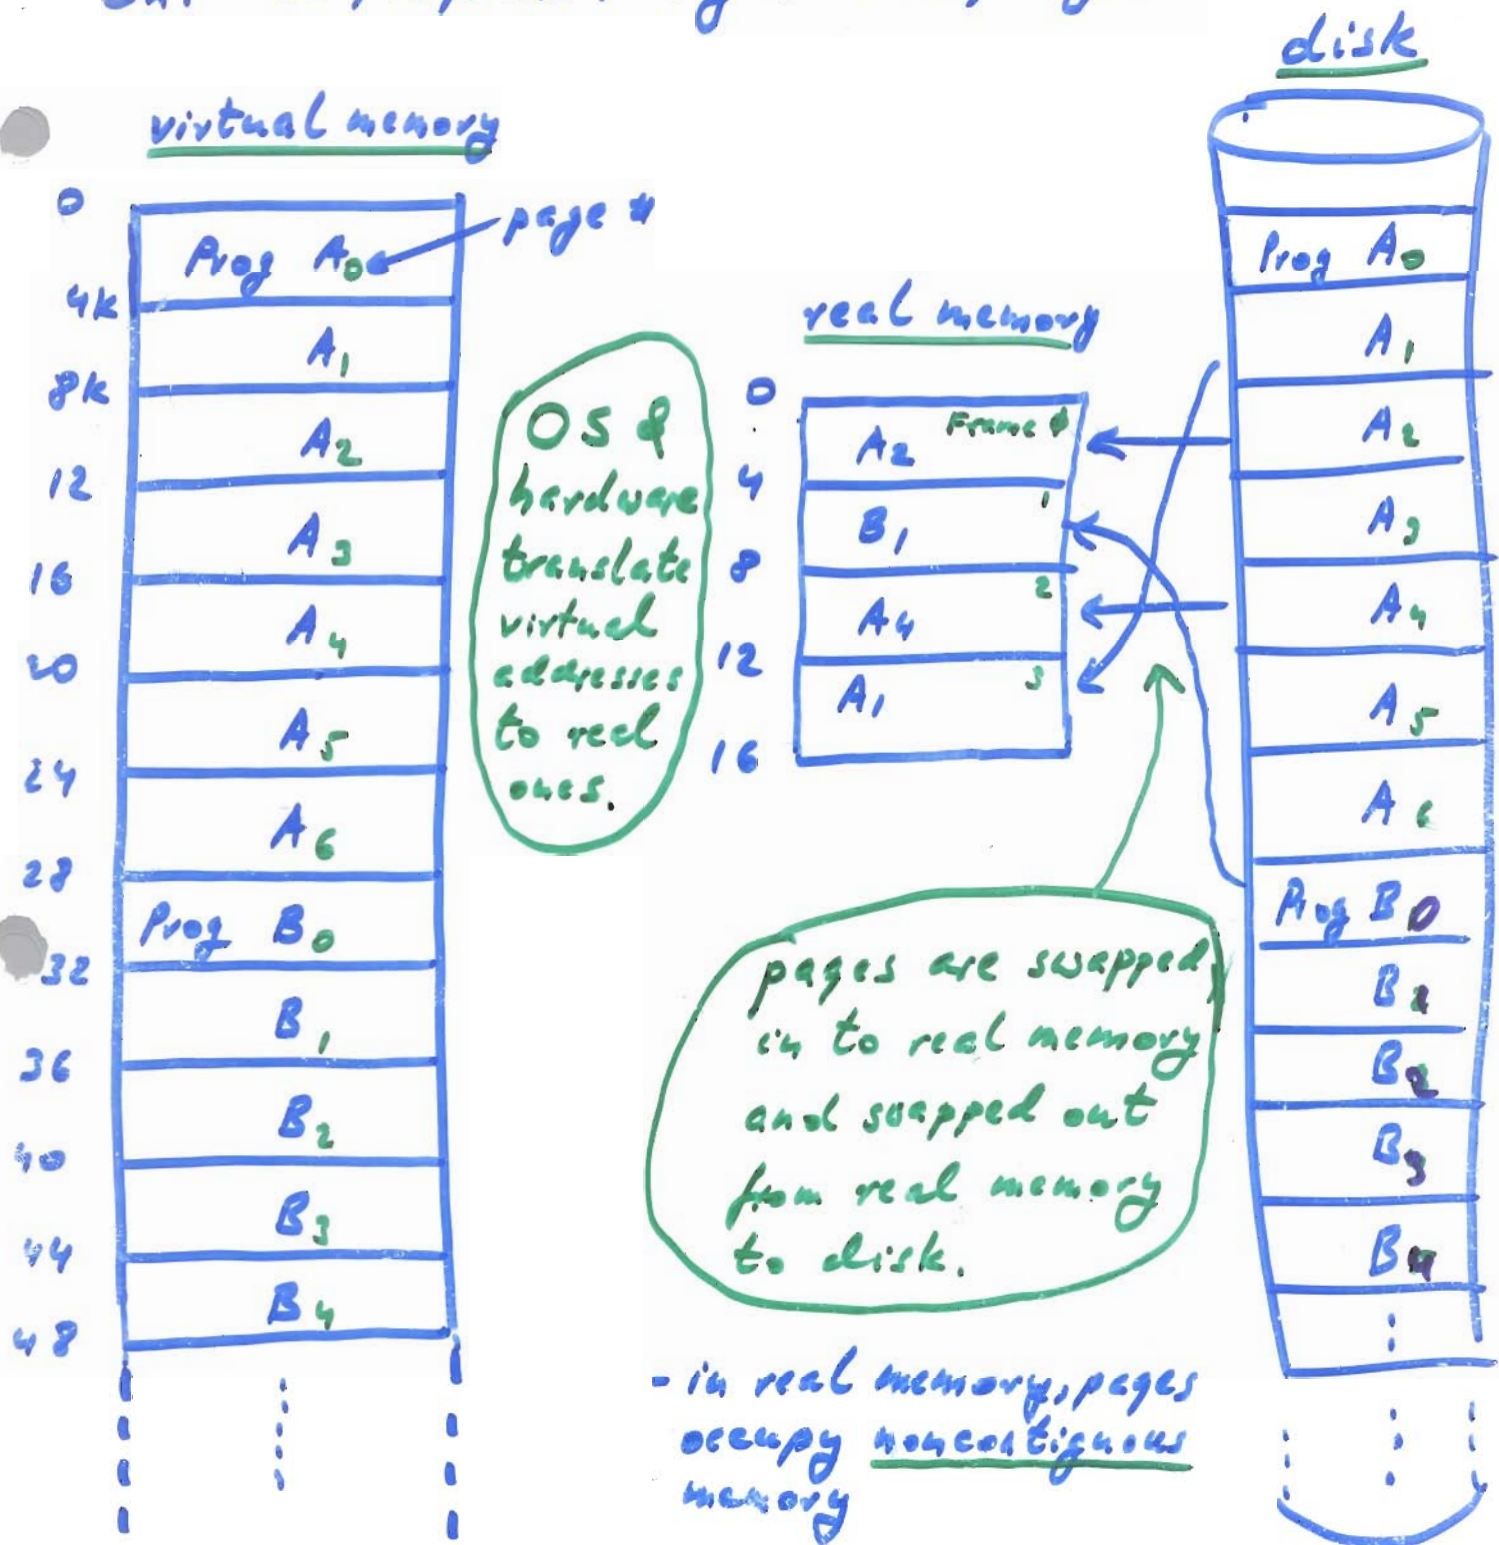 disk
virtual memory
0
Prog A0
page #
4K
A1
8K
A2
12
A3
16
A4
20
A5
24
A6
28
Prog B0
32
B1
36
B2
40
B3
44
B4
48
OS &
hardware
translate
virtual
addresses
to real
ones.
real memory
0
A2 Frame 0
4
B1 1
8
A4 2
12
A1 3
16
Prog A0
A1
A2
A3
A4
A5
A6
Prog B0
B1
B2
B3
B4
pages are swapped
in to real memory
and swapped out
from real memory
to disk.
- in real memory, pages
occupy noncontiguous
memory